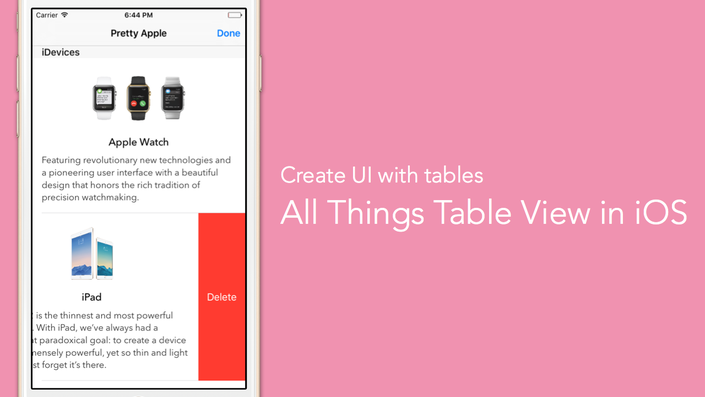 Carrier 6:44 PM
Pretty Apple Done
iDevices
Apple Watch
Featuring revolutionary new technologies and
a pioneering user interface with a beautiful
design that honors the rich tradition of
precision watchmaking.
iPad
is the thinnest and most powerful
. With iPad, we've always had a
paradoxical goal: to create a device
powerful, yet so thin and light
forget it's there.
Delete
Create UI with tables
All Things Table View in iOS